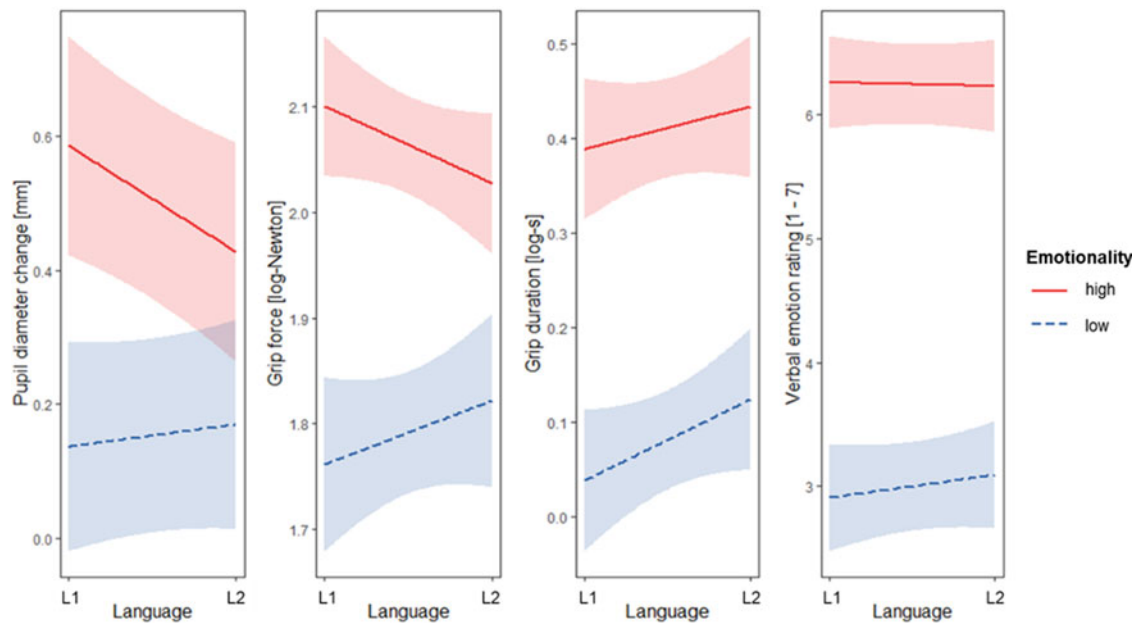 Pupil diameter change [mm]
0.6
0.4
0.2
0.0
L1
L2
Language
Grip force [log-Newton]
2.1
2.0
1.9
1.8
1.7
L1
L2
Language
Grip duration [log-s]
0.5
0.4
0.3
0.2
0.1
0.0
L1
L2
Language
Verbal emotion rating [1 - 7]
6
5
4
3
L1
L2
Language
Emotionality
high
low